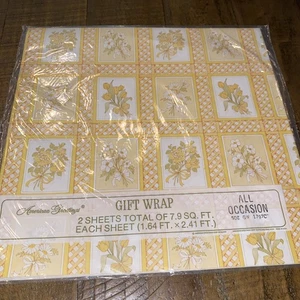 American Greetings®
GIFT WRAP
2 SHEETS TOTAL OF 7.9 SQ. FT.
EACH SHEET (1.64 FT. × 2.41 FT.)
ALL
OCCASION